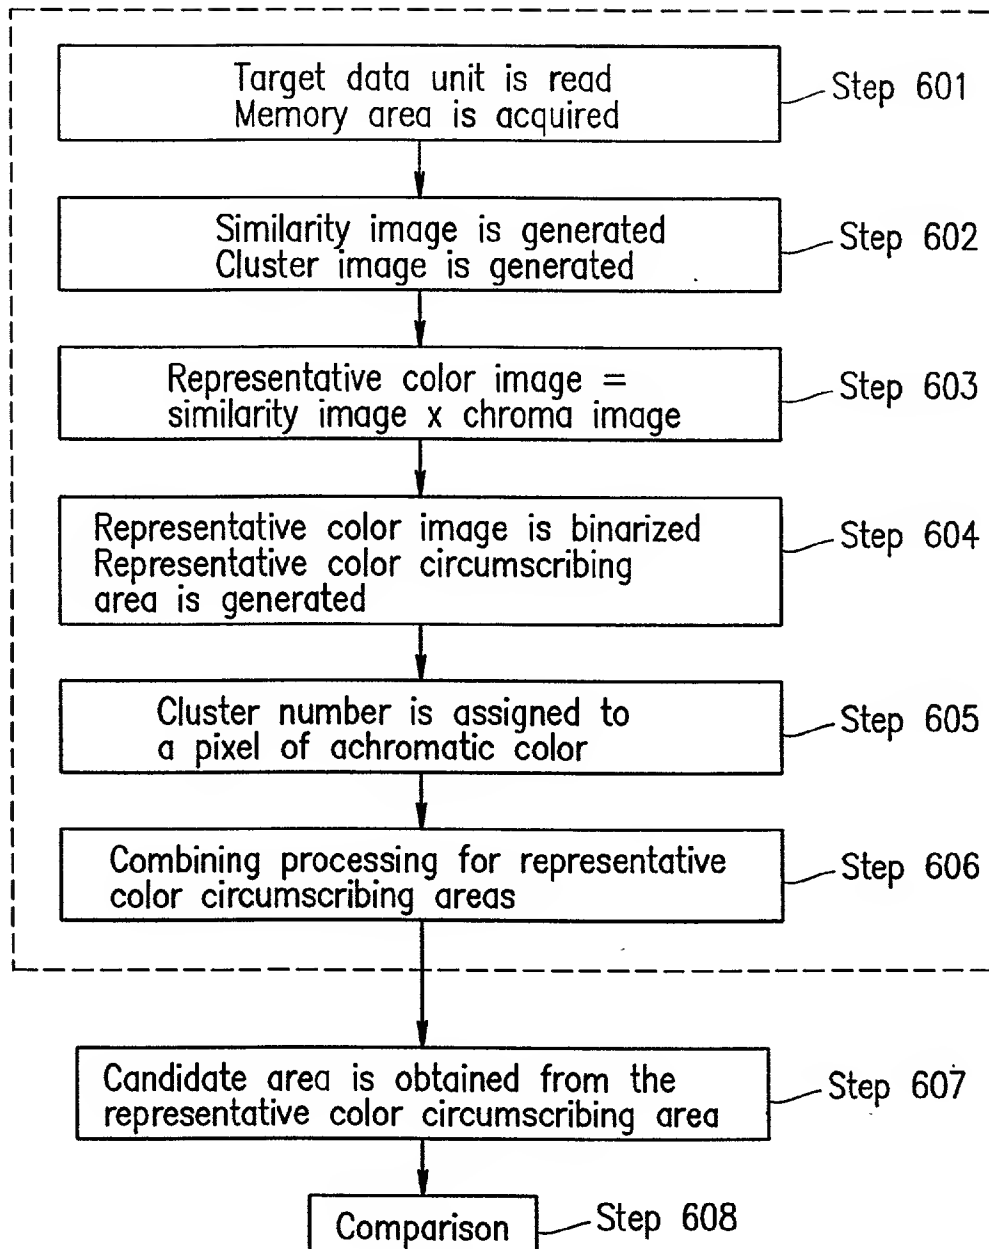 Target data unit is read
Memory area is acquired
Step 601
Similarity image is generated
Cluster image is generated
Step 602
Representative color image =
similarity image x chroma image
Step 603
Representative color image is binarized
Representative color circumscribing
area is generated
Step 604
Cluster number is assigned to
a pixel of achromatic color
Step 605
Combining processing for representative
color circumscribing areas
Step 606
Candidate area is obtained from the
representative color circumscribing area
Step 607
Comparison
Step 608